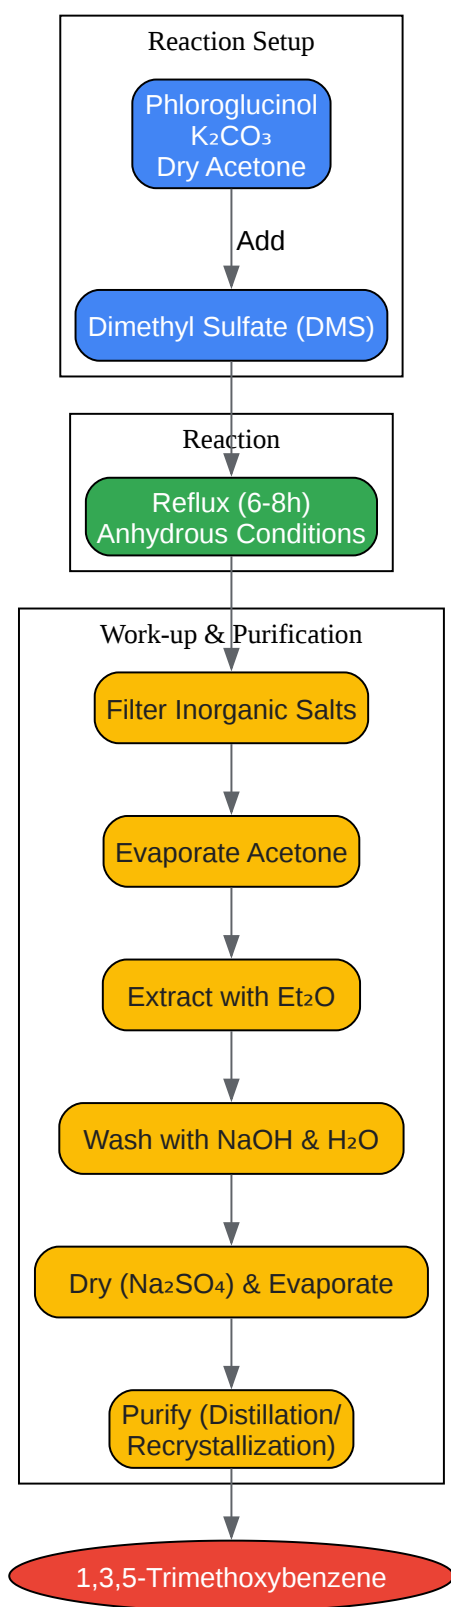 Reaction Setup
Phloroglucinol
K₂CO₃
Dry Acetone
Add
Dimethyl Sulfate (DMS)
Reaction
Reflux (6-8h)
Anhydrous Conditions
Work-up & Purification
Filter Inorganic Salts
Evaporate Acetone
Extract with Et₂O
Wash with NaOH & H₂O
Dry (Na₂SO₄) & Evaporate
Purify (Distillation/
Recrystallization)
1,3,5-Trimethoxybenzene